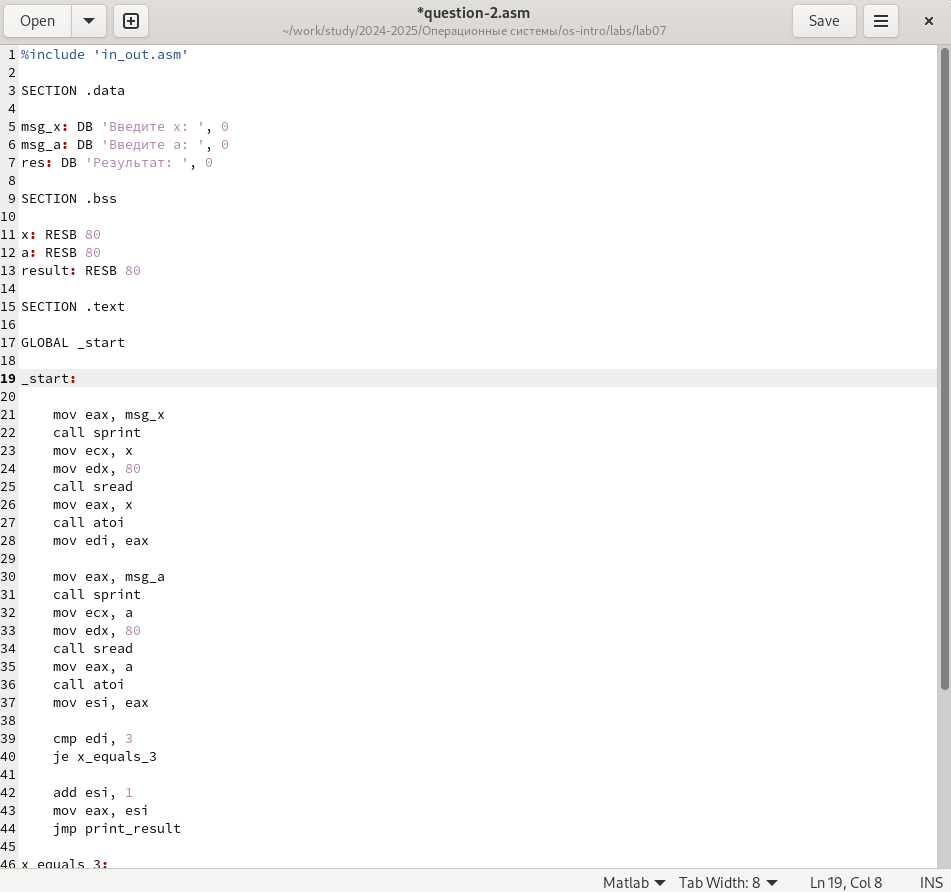 Open
*question-2.asm
~/work/study/2024-2025/Операционные системы/os-intro/labs/lab07
Save
1 %include 'in_out.asm'
2
3 SECTION .data
4
5 msg_x: DB 'Введите x: ', 0
6 msg_a: DB 'Введите a: ', 0
7 res: DB 'Результат: ', 0
8
9 SECTION .bss
10
11 x: RESB 80
12 a: RESB 80
13 result: RESB 80
14
15 SECTION .text
16
17 GLOBAL _start
18
19 _start:
20
21     mov eax, msg_x
22     call sprint
23     mov ecx, x
24     mov edx, 80
25     call sread
26     mov eax, x
27     call atoi
28     mov edi, eax
29
30     mov eax, msg_a
31     call sprint
32     mov ecx, a
33     mov edx, 80
34     call sread
35     mov eax, a
36     call atoi
37     mov esi, eax
38
39     cmp edi, 3
40     je x_equals_3
41
42     add esi, 1
43     mov eax, esi
44     jmp print_result
45
46 x_equals_3:
Matlab Tab Width: 8 Ln 19, Col 8 INS